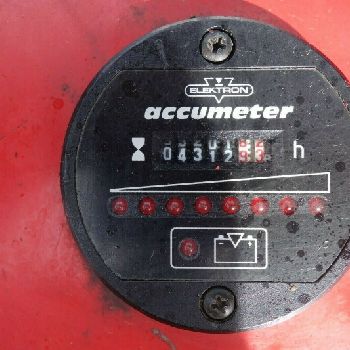 ELEKTRON
accumeter
04312 h